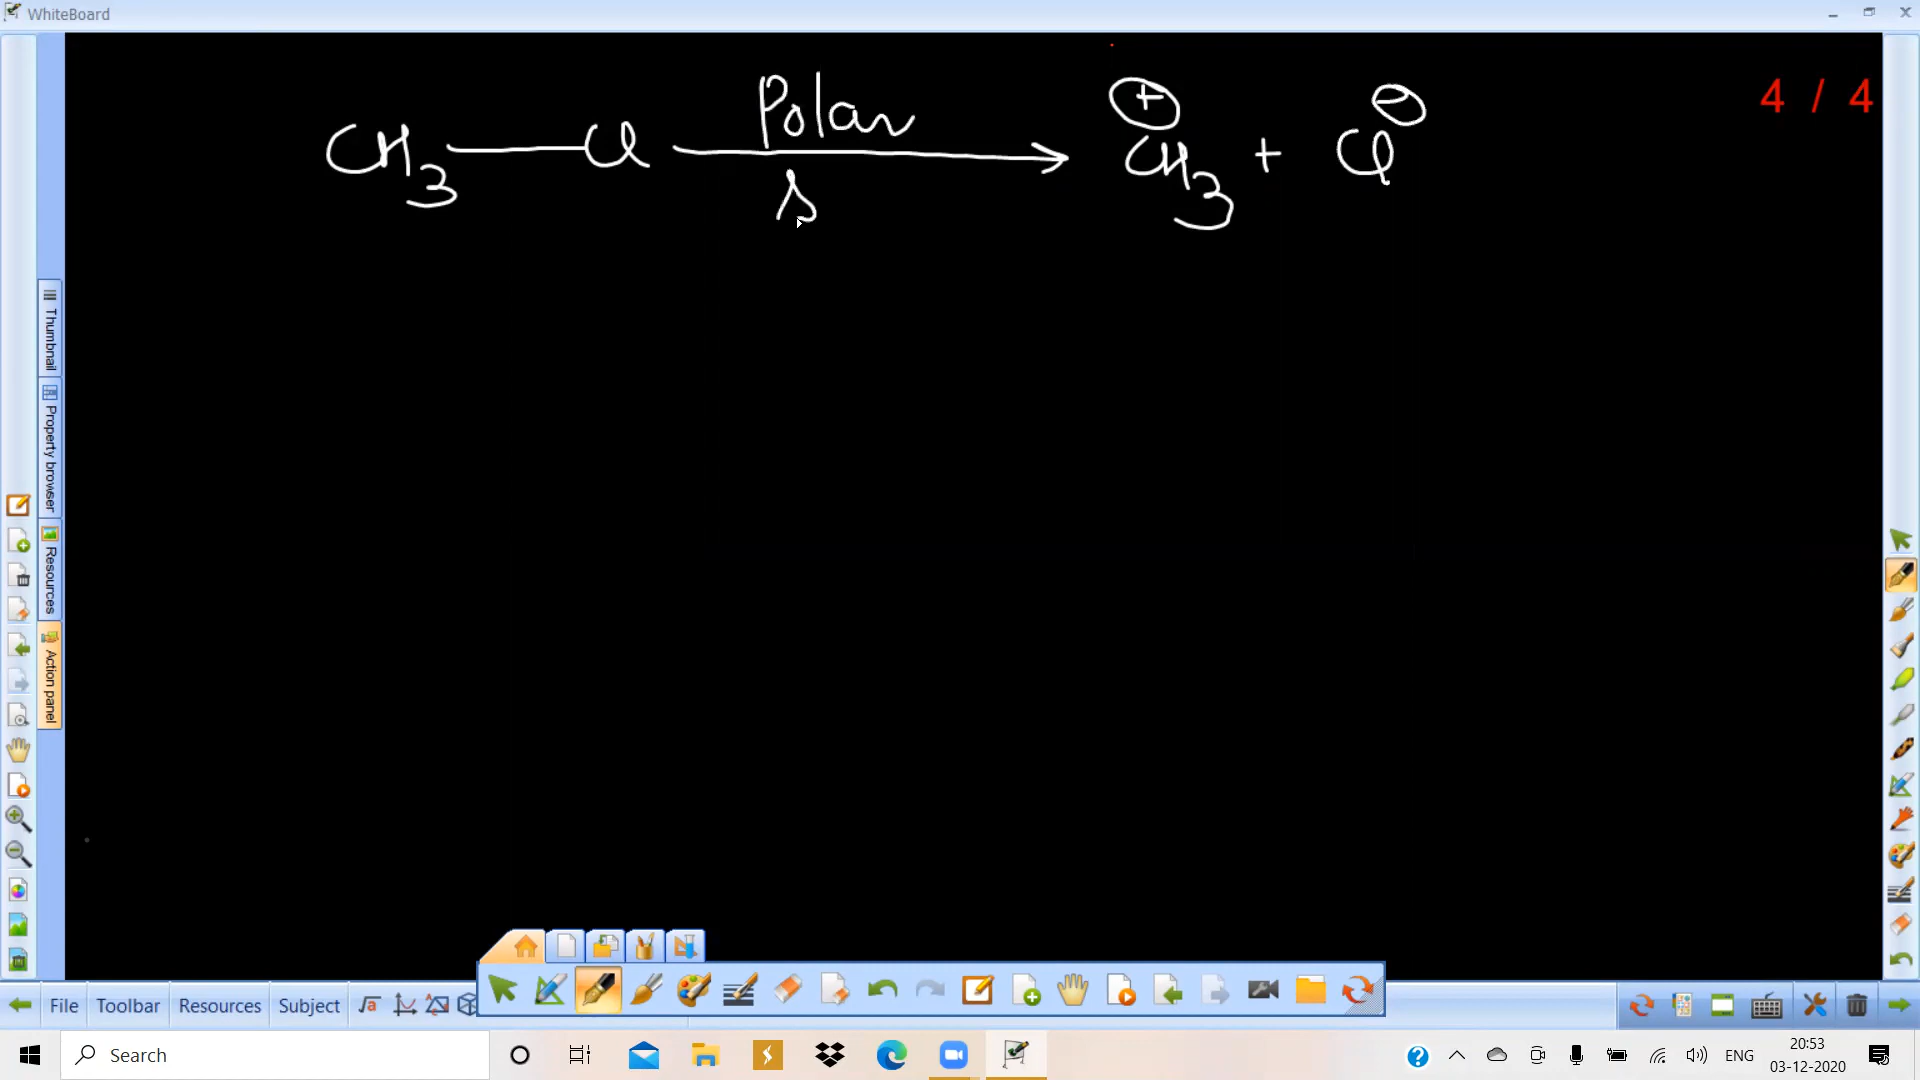 WhiteBoard
4 / 4
Polar
CH3 — Cl ⟶ ⊕CH3 + Cl⊖
s
Thumbnail
Property browser
Resources
Action panel
File Toolbar Resources Subject
Search
ENG
20:53
03-12-2020